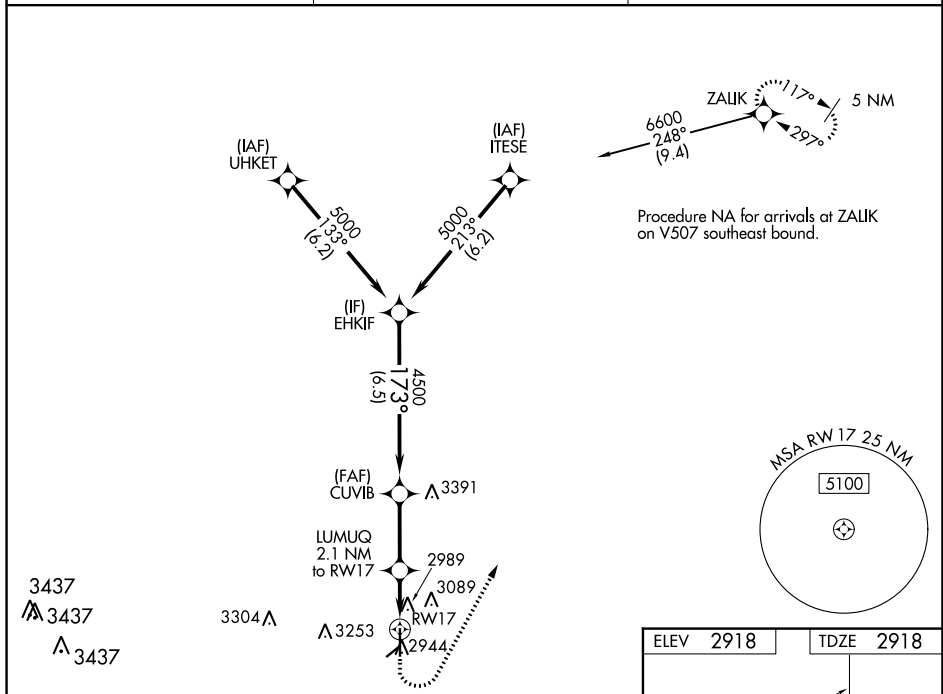 ZALIK
117°
5 NM
297°
6600
248°
(9.4)
(IAF)
UHKET
(IAF)
ITESE
5000
133°
(6.2)
5000
213°
(6.2)
Procedure NA for arrivals at ZALIK
on V507 southeast bound.
(IF)
EHKIF
4500
173°
(6.5)
MSA RW 17 25 NM
5100
(FAF)
CUVIB
3391
LUMUQ
2.1 NM
to RW17
2989
3089
RW17
3437
3437
3437
3304
3253
2944
ELEV 2918
TDZE 2918